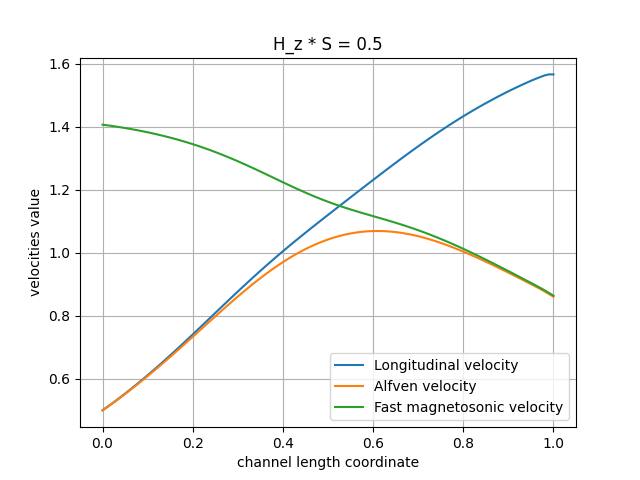 H_z * S = 0.5
velocities value
1.6
1.4
1.2
1.0
0.8
0.6
Longitudinal velocity
Alfven velocity
Fast magnetosonic velocity
0.0 0.2 0.4 0.6 0.8 1.0
channel length coordinate